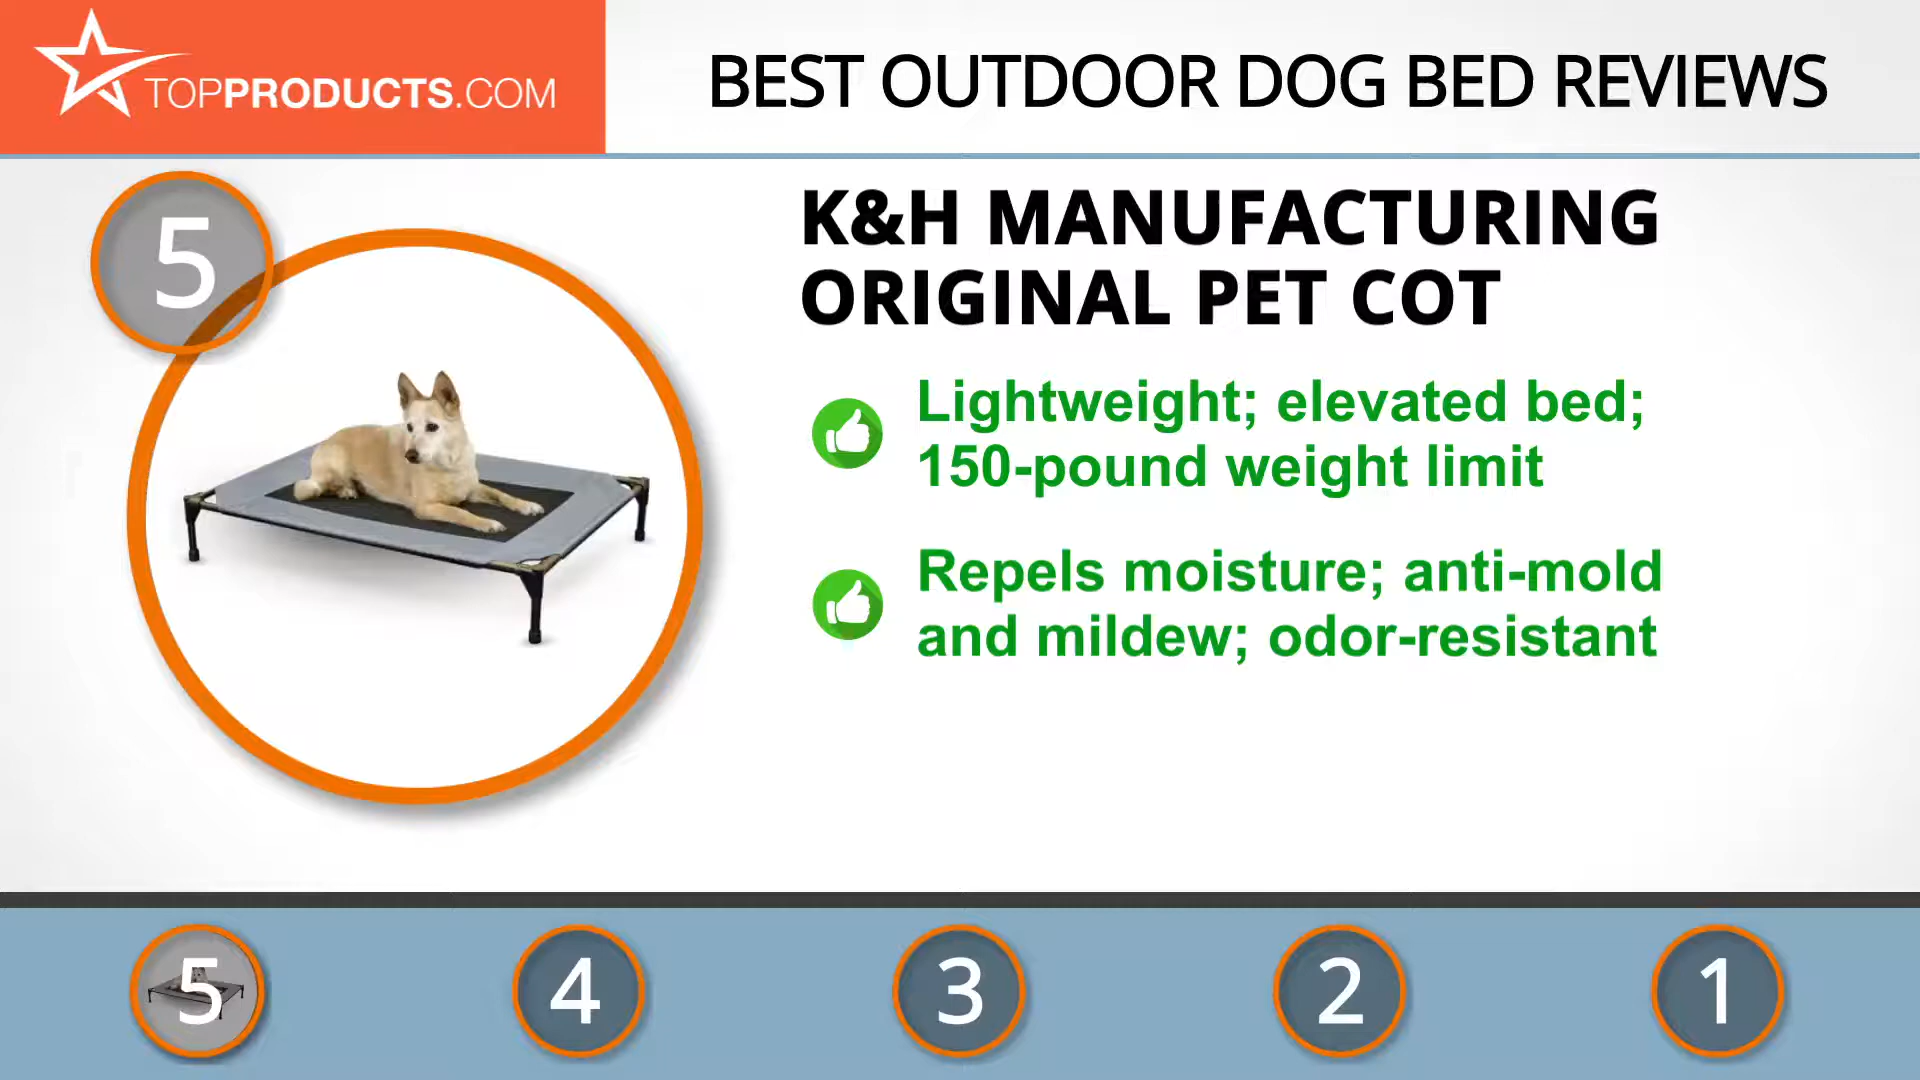 TOPPRODUCTS.COM
BEST OUTDOOR DOG BED REVIEWS
5
K&H MANUFACTURING
ORIGINAL PET COT
Lightweight; elevated bed;
150-pound weight limit
Repels moisture; anti-mold
and mildew; odor-resistant
5 4 3 2 1